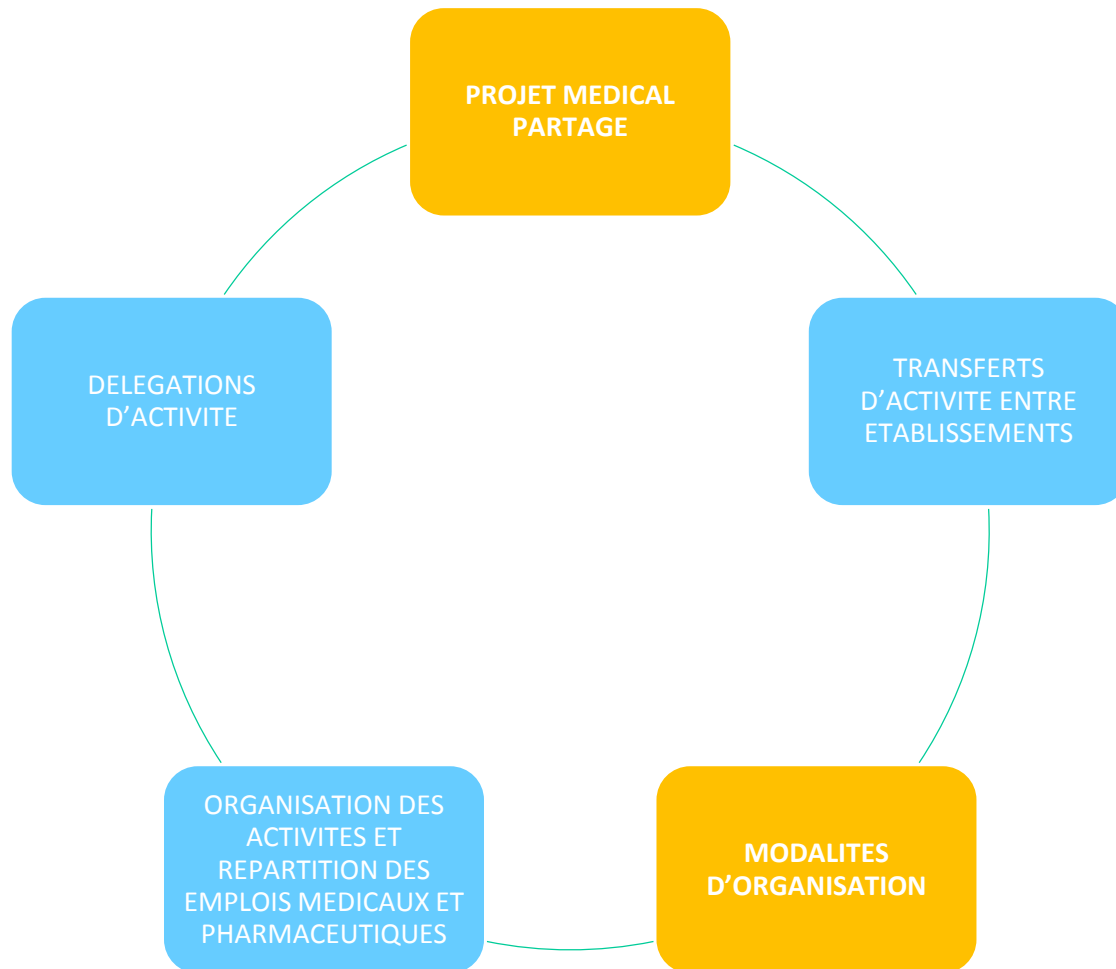 PROJET MEDICAL
PARTAGE
DELEGATIONS
D’ACTIVITE
TRANSFERTS
D’ACTIVITE ENTRE
ETABLISSEMENTS
ORGANISATION DES
ACTIVITES ET
REPARTITION DES
EMPLOIS MEDICAUX ET
PHARMACEUTIQUES
MODALITES
D’ORGANISATION